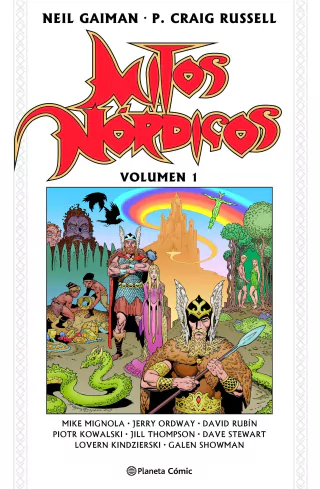 NEIL GAIMAN · P. CRAIG RUSSELL
MITOS
NÓRDICOS
VOLUMEN 1
MIKE MIGNOLA · JERRY ORDWAY · DAVID RUBÍN
PIOTR KOWALSKI · JILL THOMPSON · DAVE STEWART
LOVERN KINDZIERSKI · GALEN SHOWMAN
Planeta Cómic